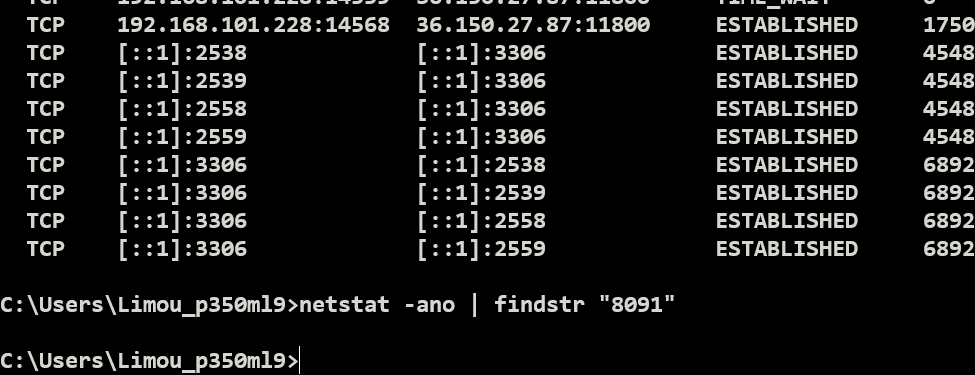 TCP 192.168.101.228:14568 36.150.27.87:11800 ESTABLISHED 1750
TCP [::1]:2538 [::1]:3306 ESTABLISHED 4548
TCP [::1]:2539 [::1]:3306 ESTABLISHED 4548
TCP [::1]:2558 [::1]:3306 ESTABLISHED 4548
TCP [::1]:2559 [::1]:3306 ESTABLISHED 4548
TCP [::1]:3306 [::1]:2538 ESTABLISHED 6892
TCP [::1]:3306 [::1]:2539 ESTABLISHED 6892
TCP [::1]:3306 [::1]:2558 ESTABLISHED 6892
TCP [::1]:3306 [::1]:2559 ESTABLISHED 6892
C:\Users\Limou_p350ml9>netstat -ano | findstr "8091"
C:\Users\Limou_p350ml9>